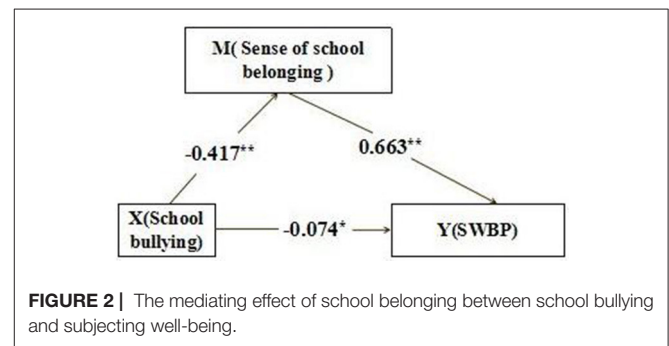 M( Sense of school
belonging )
-0.417**
0.663**
X(School
bullying)
-0.074*
Y(SWBP)
FIGURE 2 | The mediating effect of school belonging between school bullying
and subjecting well-being.